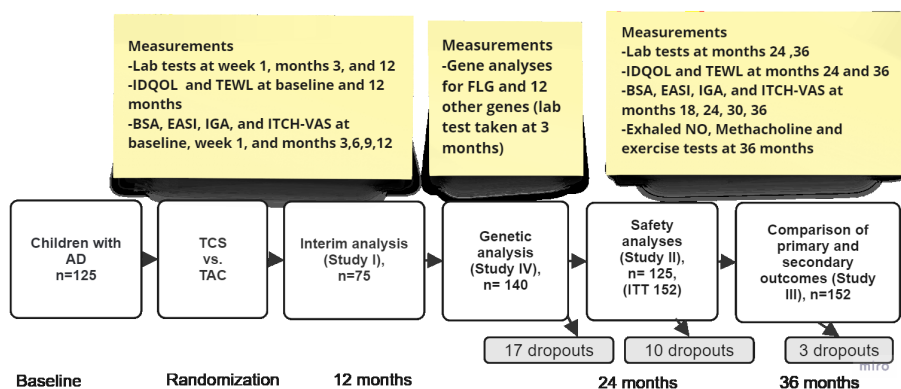 Measurements
-Lab tests at week 1, months 3, and 12
-IDQOL and TEWL at baseline and 12
months
-BSA, EASI, IGA, and ITCH-VAS at
baseline, week 1, and months 3,6,9,12
Measurements
-Gene analyses
for FLG and 12
other genes (lab
test taken at 3
months)
Measurements
-Lab tests at months 24 ,36
-IDQOL and TEWL at months 24 and 36
-BSA, EASI, IGA, and ITCH-VAS at
months 18, 24, 30, 36
-Exhaled NO, Methacholine and
exercise tests at 36 months
Children with
AD
n=125
TCS
vs.
TAC
Interim analysis
(Study I),
n=75
Genetic
analysis
(Study IV),
n= 140
Safety
analyses
(Study II),
n= 125,
(ITT 152)
Comparison of
primary and
secondary
outcomes (Study
III), n=152
17 dropouts
10 dropouts
3 dropouts
miro
Baseline
Randomization
12 months
24 months
36 months